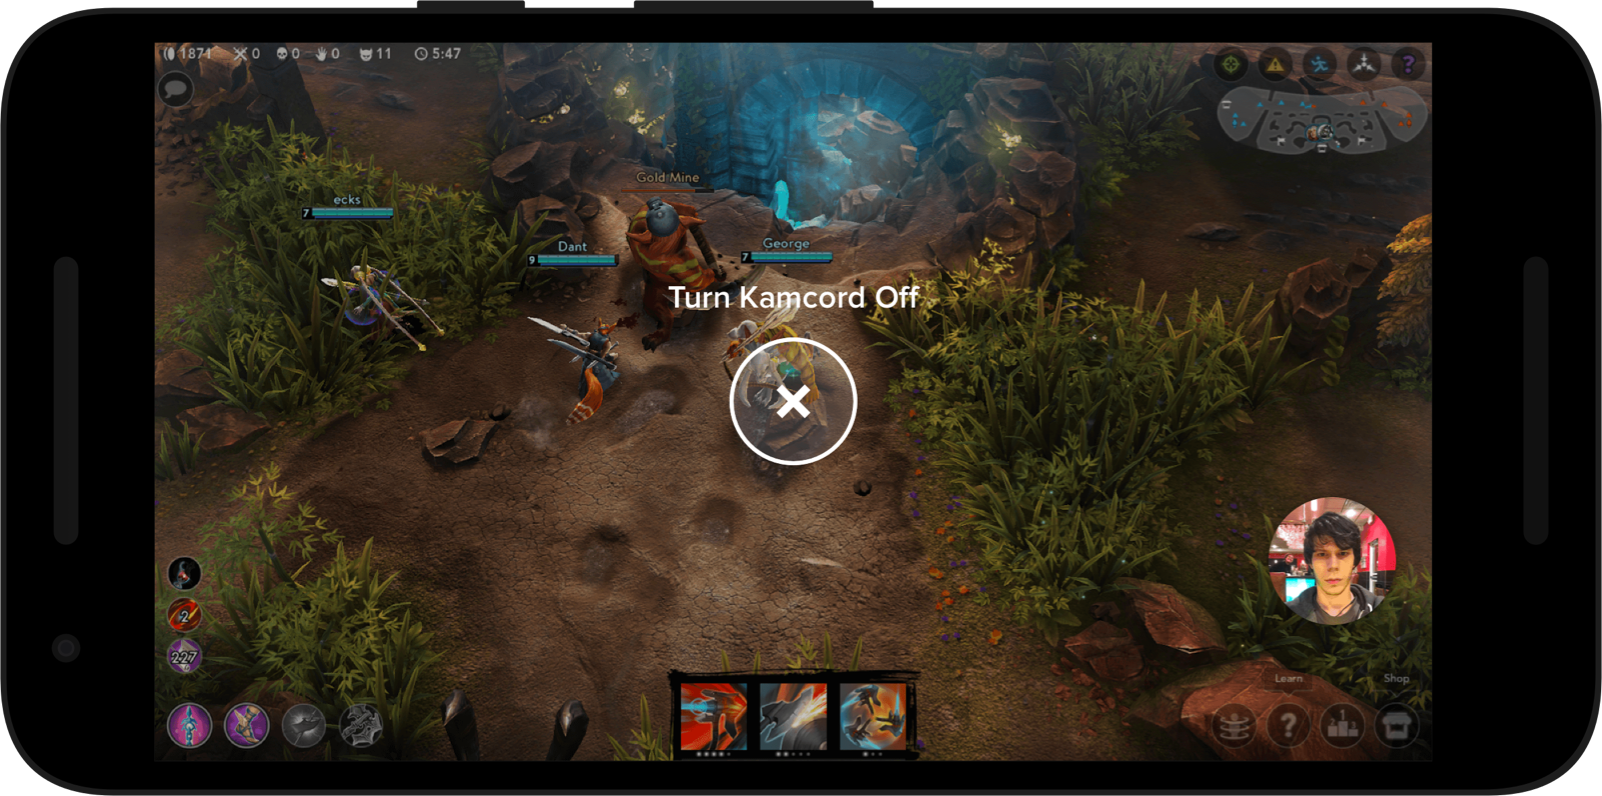 1871 0 0 0 11 5:47
?
Gold Mine
ecks
7
Dant
9
George
7
Turn Kamcord Off
2
227
Learn
Shop
?